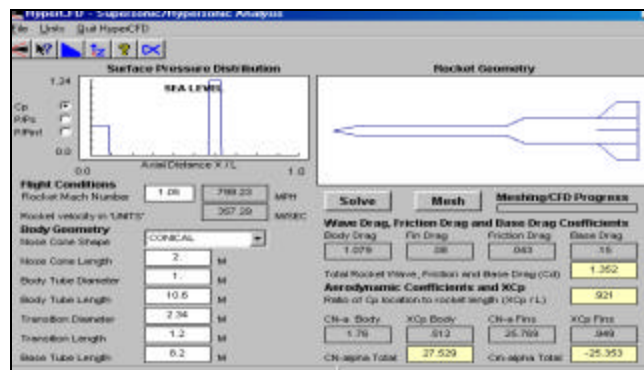 HyperCFD - Supersonic/Hypersonic Analysis
File Units Quit HyperCFD
Surface Pressure Distribution
Rocket Geometry
1.24
SEA LEVEL
Cp
0.0
0.0 Axial Distance X / L 1.0
Flight Conditions
Rocket Mach Number 1.05 MPH
Rocket velocity in 'UNITS' 357.29 M/SEC
Solve Mesh Meshing/CFD Progress
Body Geometry
Nose Cone Shape CONICAL
Nose Cone Length 2. M
Body Tube Diameter 1. M
Body Tube Length 10.6 M
Transition Diameter 2.34 M
Transition Length 1.2 M
Base Tube Length 6.2 M
Wave Drag, Friction Drag and Base Drag Coefficients
Body Drag Fin Drag Friction Drag Base Drag
1.079 .08 .043 .15
Total Rocket Wave, Friction and Base Drag (Cd) 1.352
Aerodynamic Coefficients and XCp
Ratio of Cp location to rocket length (XCp / L) .921
CN-a Body XCp Body CN-a Fins XCp Fins
1.76 .512 25.769 .949
CN-alpha Total 27.529 Cm-alpha Total -25.353